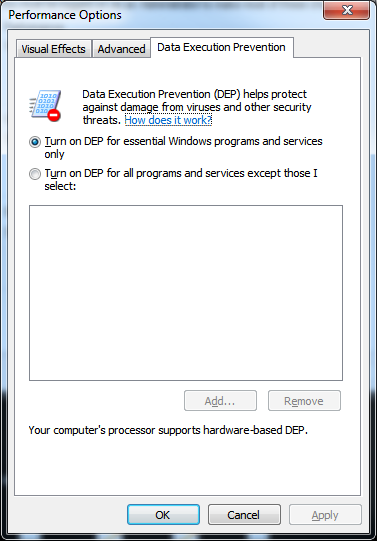 Performance Options
Visual Effects
Advanced
Data Execution Prevention
Data Execution Prevention (DEP) helps protect
against damage from viruses and other security
threats. How does it work?
Turn on DEP for essential Windows programs and services
only
Turn on DEP for all programs and services except those I
select:
Add...
Remove
Your computer's processor supports hardware-based DEP.
OK
Cancel
Apply